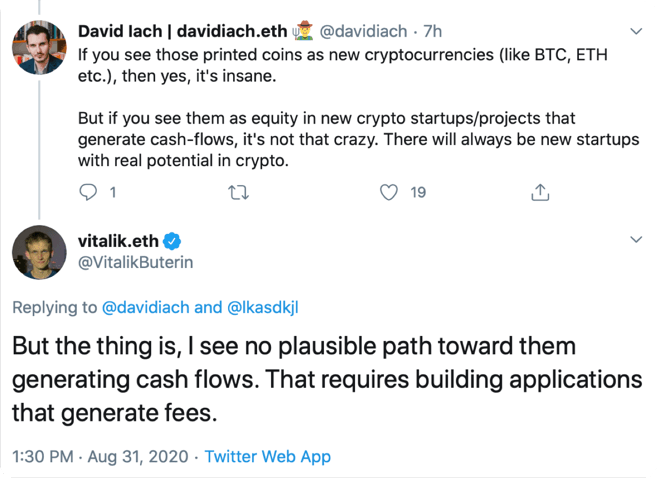 David Iach | davidiach.eth 👨‍🌾 @davidiach · 7h
If you see those printed coins as new cryptocurrencies (like BTC, ETH
etc.), then yes, it's insane.
But if you see them as equity in new crypto startups/projects that
generate cash-flows, it's not that crazy. There will always be new startups
with real potential in crypto.
1 19
vitalik.eth
@VitalikButerin
Replying to @davidiach and @lkasdkjl
But the thing is, I see no plausible path toward them
generating cash flows. That requires building applications
that generate fees.
1:30 PM · Aug 31, 2020 · Twitter Web App